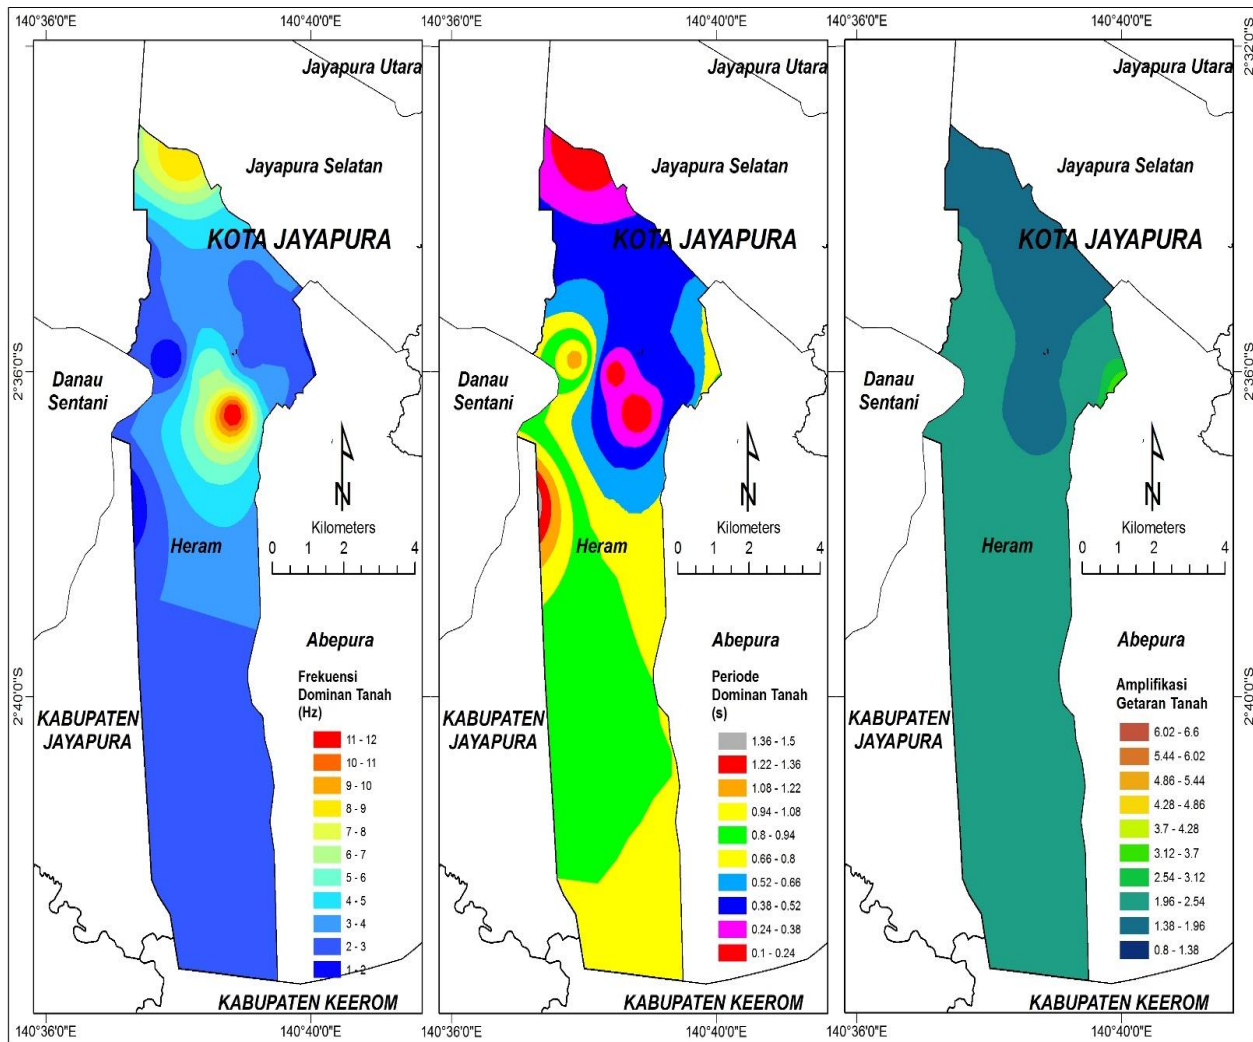 140°36'0"E
140°40'0"E
140°36'0"E
140°40'0"E
140°36'0"E
140°40'0"E
2°32'0"S
2°36'0"S
2°40'0"S
2°36'0"S
2°40'0"S
Jayapura Utara
Jayapura Selatan
KOTA JAYAPURA
Danau
Sentani
N
Kilometers
0 1 2 4
Heram
Abepura
Frekuensi
Dominan Tanah
(Hz)
11 - 12
10 - 11
9 - 10
8 - 9
7 - 8
6 - 7
5 - 6
4 - 5
3 - 4
2 - 3
1 - 2
KABUPATEN
JAYAPURA
KABUPATEN KEEROM
Jayapura Utara
Jayapura Selatan
KOTA JAYAPURA
Danau
Sentani
N
Kilometers
0 1 2 4
Heram
Abepura
Periode
Dominan Tanah
(s)
1.36 - 1.5
1.22 - 1.36
1.08 - 1.22
0.94 - 1.08
0.8 - 0.94
0.66 - 0.8
0.52 - 0.66
0.38 - 0.52
0.24 - 0.38
0.1 - 0.24
KABUPATEN
JAYAPURA
KABUPATEN KEEROM
Jayapura Utara
Jayapura Selatan
KOTA JAYAPURA
Danau
Sentani
N
Kilometers
0 1 2 4
Heram
Abepura
Amplifikasi
Getaran Tanah
6.02 - 6.6
5.44 - 6.02
4.86 - 5.44
4.28 - 4.86
3.7 - 4.28
3.12 - 3.7
2.54 - 3.12
1.96 - 2.54
1.38 - 1.96
0.8 - 1.38
KABUPATEN
JAYAPURA
KABUPATEN KEEROM
140°36'0"E
140°40'0"E
140°36'0"E
140°40'0"E
140°36'0"E
140°40'0"E